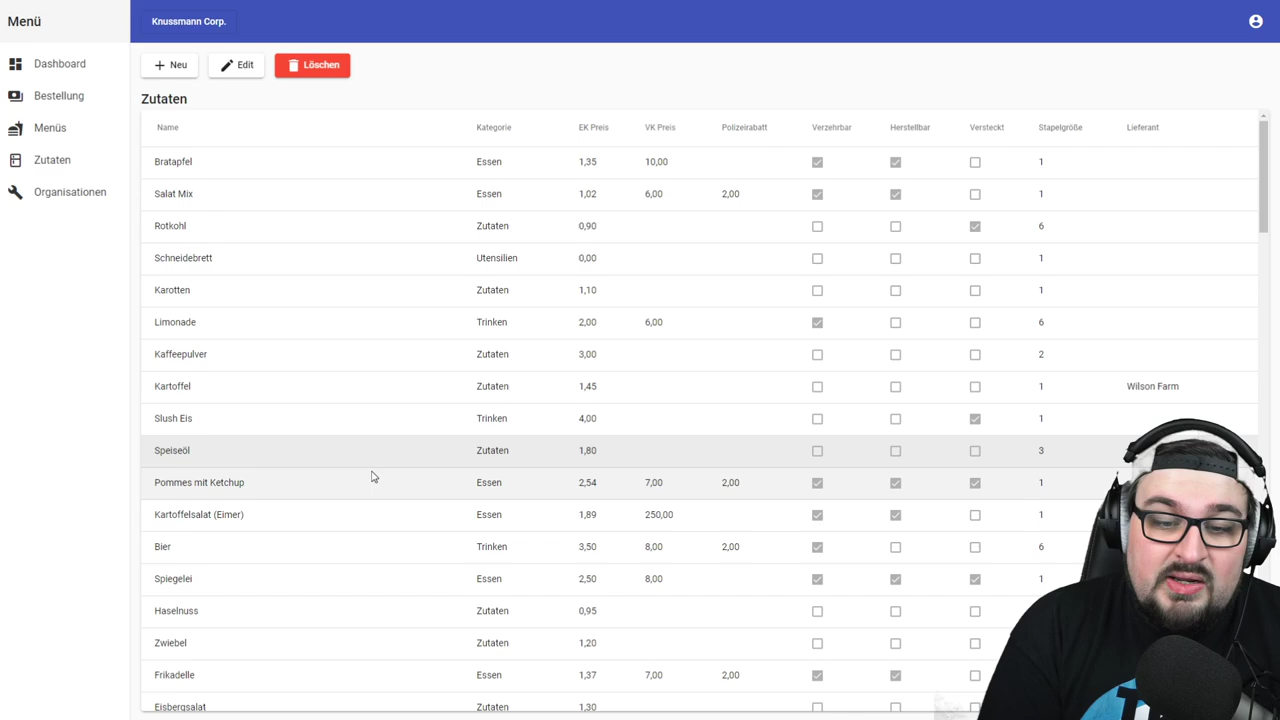 Menü
Knussmann Corp.
Dashboard
Bestellung
Menüs
Zutaten
Organisationen
Neu
Edit
Löschen
Zutaten
Name Kategorie EK Preis VK Preis Polizeirabatt Verzehrbar Herstellbar Versteckt Stapelgröße Lieferant
Bratapfel Essen 1,35 10,00 1
Salat Mix Essen 1,02 6,00 2,00 1
Rotkohl Zutaten 0,90 6
Schneidebrett Utensilien 0,00 1
Karotten Zutaten 1,10 1
Limonade Trinken 2,00 6,00 6
Kaffeepulver Zutaten 3,00 2
Kartoffel Zutaten 1,45 1 Wilson Farm
Slush Eis Trinken 4,00 1
Speiseöl Zutaten 1,80 3
Pommes mit Ketchup Essen 2,54 7,00 2,00 1
Kartoffelsalat (Eimer) Essen 1,89 250,00 1
Bier Trinken 3,50 8,00 2,00 6
Spiegelei Essen 2,50 8,00 1
Haselnuss Zutaten 0,95
Zwiebel Zutaten 1,20
Frikadelle Essen 1,37 7,00 2,00
Eisbergsalat Zutaten 1,30